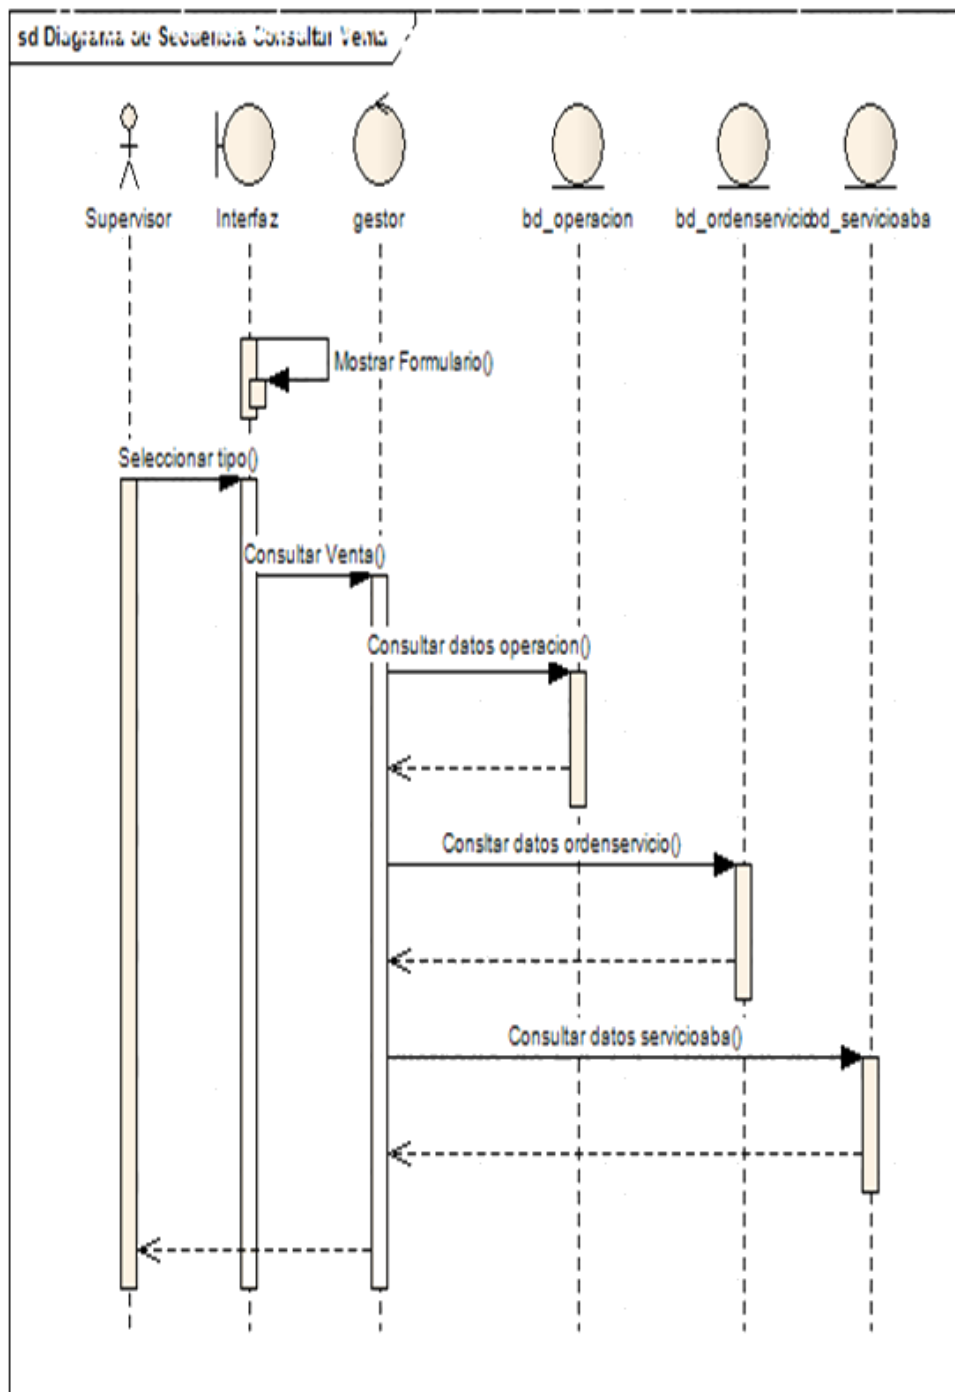 sd Diagrama de Secuencia Consultar Venta
Supervisor
Interfaz
gestor
bd_operacion
bd_ordenservicio
bd_servicioaba
Mostrar Formulario()
Seleccionar tipo()
Consultar Venta()
Consultar datos operacion()
Consltar datos ordenservicio()
Consultar datos servicioaba()